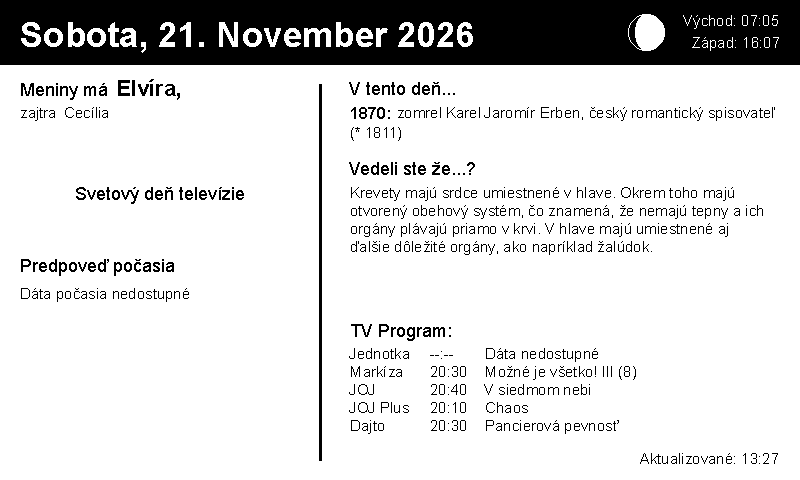 Sobota, 21. November 2026
Východ: 07:05
Západ: 16:07
Meniny má Elvíra,
zajtra Cecília
Svetový deň televízie
Predpoveď počasia
Dáta počasia nedostupné
V tento deň...
1870: zomrel Karel Jaromír Erben, český romantický spisovateľ
(* 1811)
Vedeli ste že...?
Krevety majú srdce umiestnené v hlave. Okrem toho majú
otvorený obehový systém, čo znamená, že nemajú tepny a ich
orgány plávajú priamo v krvi. V hlave majú umiestnené aj
ďalšie dôležité orgány, ako napríklad žalúdok.
TV Program:
Jednotka --:-- Dáta nedostupné
Markíza 20:30 Možné je všetko! III (8)
JOJ 20:40 V siedmom nebi
JOJ Plus 20:10 Chaos
Dajto 20:30 Pancierová pevnosť
Aktualizované: 13:27